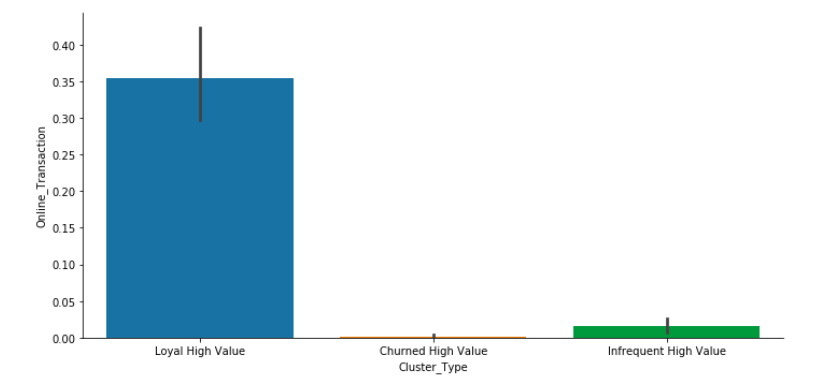 Online_Transaction
0.40
0.35
0.30
0.25
0.20
0.15
0.10
0.05
0.00
Loyal High Value
Churned High Value
Infrequent High Value
Cluster_Type